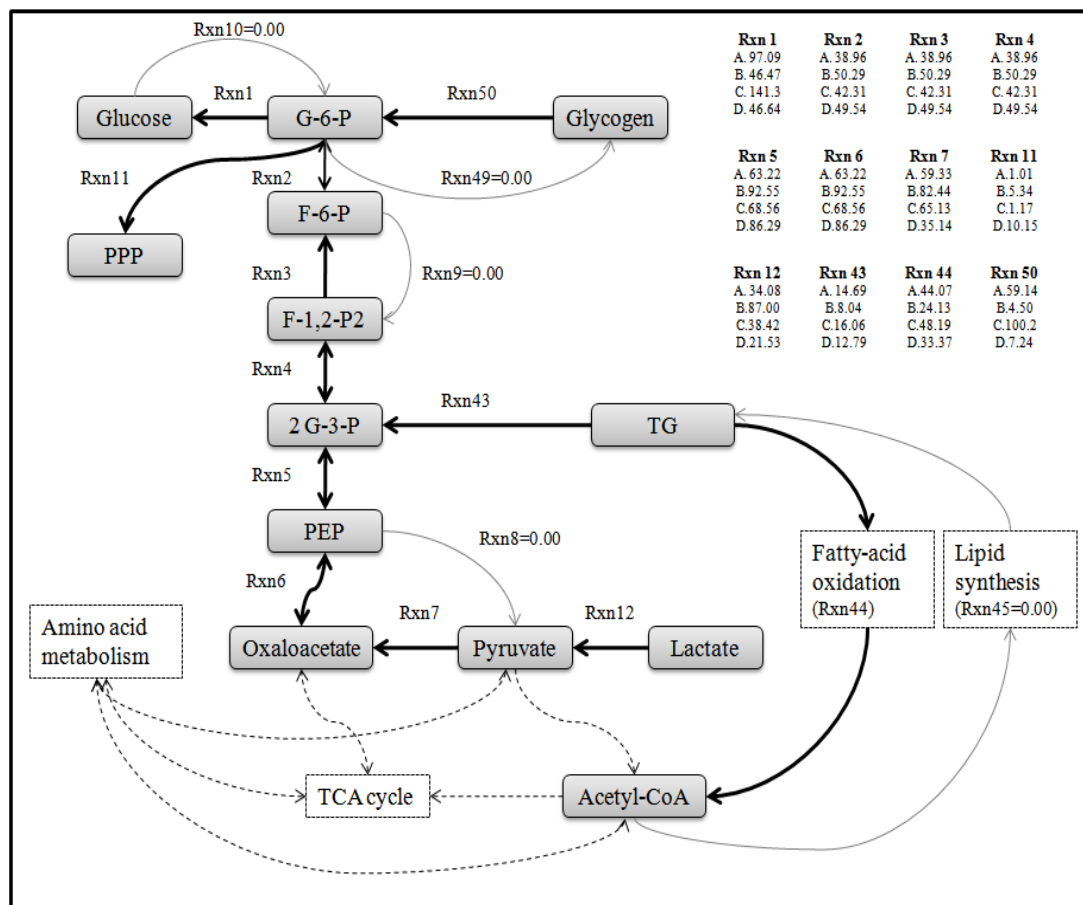 Rxn10=0.00
Rxn1
Rxn50
Glucose
G-6-P
Glycogen
Rxn11
Rxn2
Rxn49=0.00
F-6-P
PPP
Rxn3
Rxn9=0.00
F-1,2-P2
Rxn4
Rxn43
2 G-3-P
TG
Rxn5
PEP
Rxn8=0.00
Fatty-acid
oxidation
(Rxn44)
Lipid
synthesis
(Rxn45=0.00)
Rxn6
Rxn7
Rxn12
Amino acid
metabolism
Oxaloacetate
Pyruvate
Lactate
TCA cycle
Acetyl-CoA
Rxn 1
A. 97.09
B. 46.47
C. 141.3
D. 46.64
Rxn 2
A. 38.96
B.50.29
C. 42.31
D. 49.54
Rxn 3
A. 38.96
B.50.29
C. 42.31
D. 49.54
Rxn 4
A. 38.96
B.50.29
C. 42.31
D. 49.54
Rxn 5
A. 63.22
B.92.55
C.68.56
D.86.29
Rxn 6
A. 63.22
B.92.55
C.68.56
D.86.29
Rxn 7
A. 59.33
B.82.44
C.65.13
D.35.14
Rxn 11
A.1.01
B.5.34
C.1.17
D.10.15
Rxn 12
A.34.08
B.87.00
C.38.42
D.21.53
Rxn 43
A.14.69
B.8.04
C.16.06
D.12.79
Rxn 44
A.44.07
B.24.13
C.48.19
D.33.37
Rxn 50
A.59.14
B.4.50
C.100.2
D.7.24